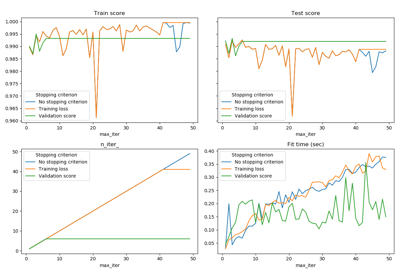 Train score
1.000
0.995
0.990
0.985
0.980
0.975
0.970
0.965
0.960
Stopping criterion
No stopping criterion
Training loss
Validation score
0 10 20 30 40 50
max_iter
Test score
Stopping criterion
No stopping criterion
Training loss
Validation score
0 10 20 30 40 50
max_iter
n_iter_
50
40
30
20
10
0
Stopping criterion
No stopping criterion
Training loss
Validation score
0 10 20 30 40 50
max_iter
Fit time (sec)
0.40
0.35
0.30
0.25
0.20
0.15
0.10
0.05
Stopping criterion
No stopping criterion
Training loss
Validation score
0 10 20 30 40 50
max_iter